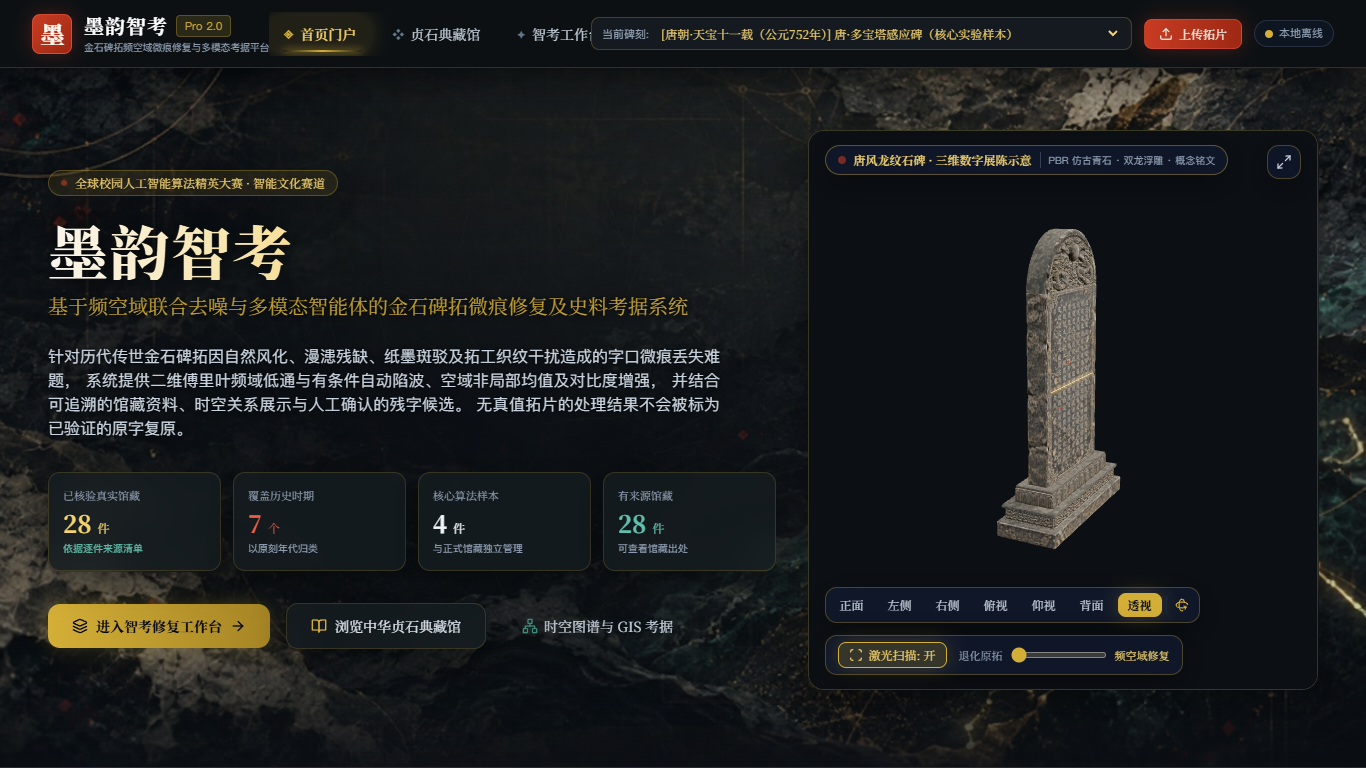 墨
墨韵智考
Pro 2.0
金石碑拓频空域微痕修复与多模态考据平台
首页门户
贞石典藏馆
智考工作
当前碑刻:
[唐朝·天宝十一载（公元752年）] 唐·多宝塔感应碑（核心实验样本）
上传拓片
本地离线
全球校园人工智能算法精英大赛 · 智能文化赛道
墨韵智考
基于频空域联合去噪与多模态智能体的金石碑拓微痕修复及史料考据系统
针对历代传世金石碑拓因自然风化、漫漶残缺、纸墨斑驳及拓工织纹干扰造成的字口微痕丢失难
题， 系统提供二维傅里叶频域低通与有条件自动陷波、空域非局部均值及对比度增强， 并结合
可追溯的馆藏资料、时空关系展示与人工确认的残字候选。 无真值拓片的处理结果不会被标为
已验证的原字复原。
已核验真实馆藏
28 件
依据逐件来源清单
覆盖历史时期
7 个
以原刻年代归类
核心算法样本
4 件
与正式馆藏独立管理
有来源馆藏
28 件
可查看馆藏出处
进入智考修复工作台
浏览中华贞石典藏馆
时空图谱与 GIS 考据
唐风龙纹石碑 · 三维数字展陈示意
PBR 仿古青石 · 双龙浮雕 · 概念铭文
正面
左侧
右侧
俯视
仰视
背面
透视
激光扫描: 开
退化原拓
频空域修复